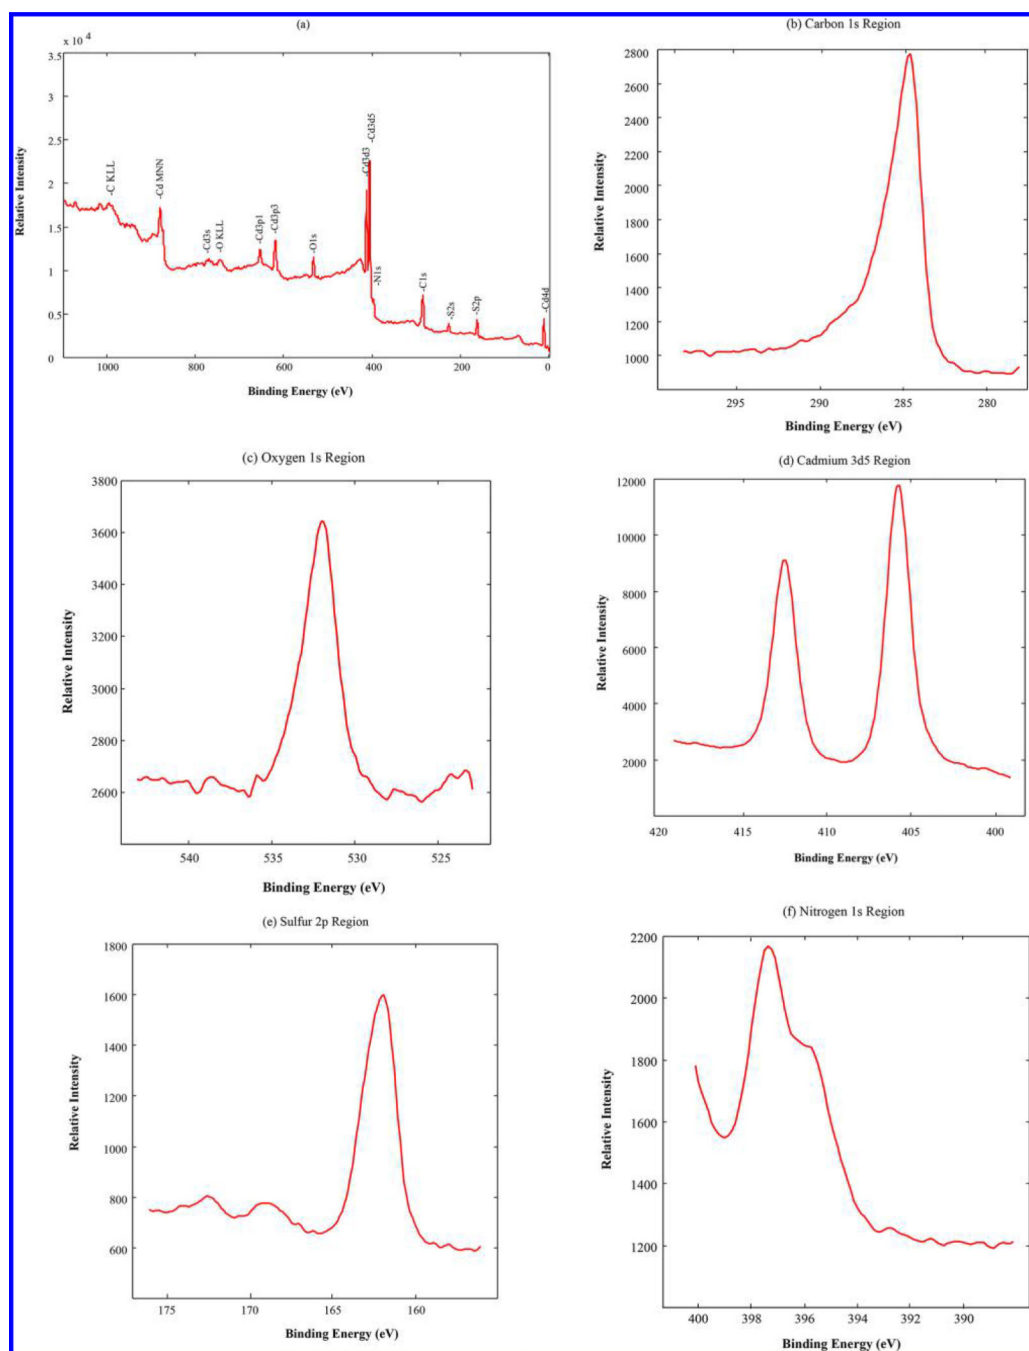 (a)
x 10^4
3.5
3
2.5
2
1.5
1
0.5
0
Relative Intensity
-C KLL
-Cd MNN
-Cd3s
-O KLL
-Cd3p1
-Cd3p3
-O1s
-Cd3d3
-Cd3d5
-N1s
-C1s
-S2s
-S2p
-Cd4d
1000 800 600 400 200 0
Binding Energy (eV)
(b) Carbon 1s Region
2800
2600
2400
2200
2000
1800
1600
1400
1200
1000
Relative Intensity
295 290 285 280
Binding Energy (eV)
(c) Oxygen 1s Region
3800
3600
3400
3200
3000
2800
2600
Relative Intensity
540 535 530 525
Binding Energy (eV)
(d) Cadmium 3d5 Region
12000
10000
8000
6000
4000
2000
Relative Intensity
420 415 410 405 400
Binding Energy (eV)
(e) Sulfur 2p Region
1800
1600
1400
1200
1000
800
600
Relative Intensity
175 170 165 160
Binding Energy (eV)
(f) Nitrogen 1s Region
2200
2000
1800
1600
1200
1200
Relative Intensity
400 398 396 394 392 390
Binding Energy (eV)